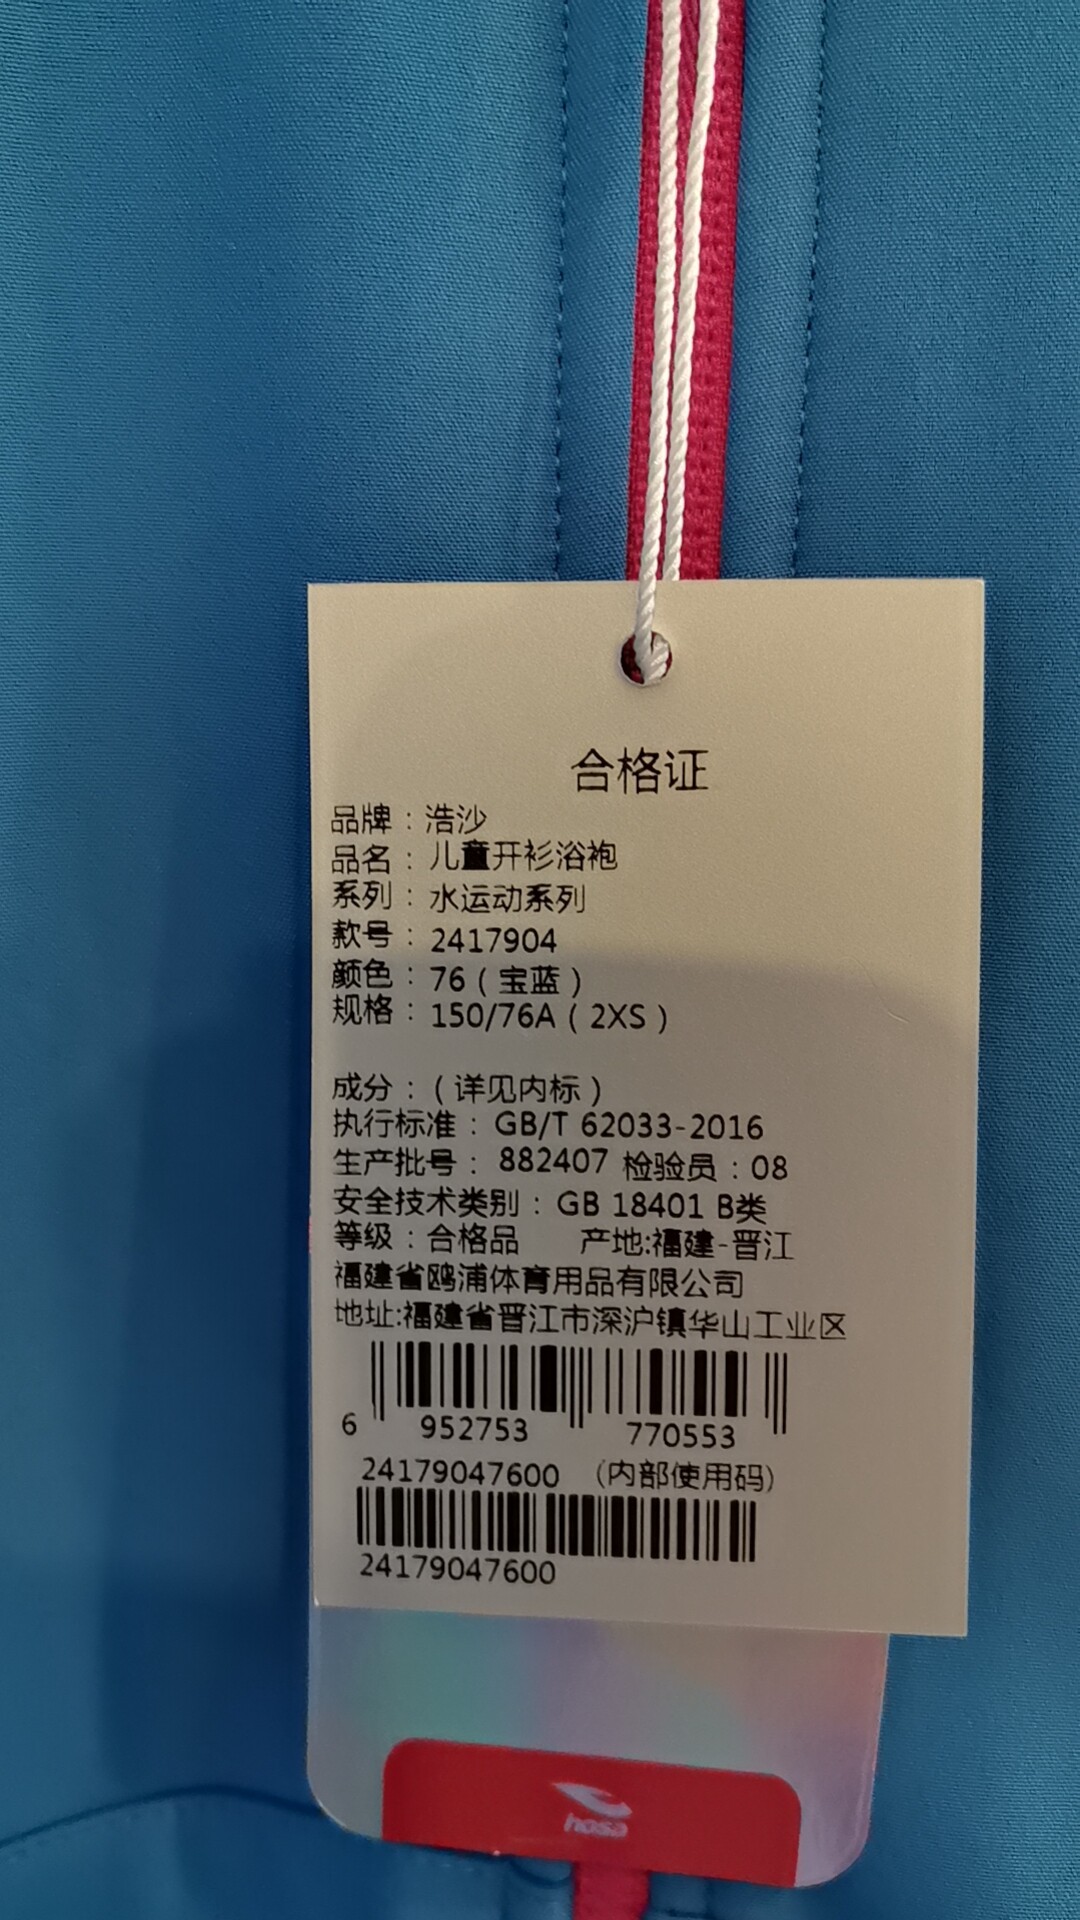 合格证
品牌：浩沙
品名：儿童开衫浴袍
系列：水运动系列
款号：2417904
颜色：76（宝蓝）
规格：150/76A（2XS）
成分：（详见内标）
执行标准：GB/T 62033-2016
生产批号：882407 检验员：08
安全技术类别：GB 18401 B类
等级：合格品 产地:福建-晋江
福建省鸥浦体育用品有限公司
地址:福建省晋江市深沪镇华山工业区
6 952753 770553
24179047600 （内部使用码）
24179047600
hosa